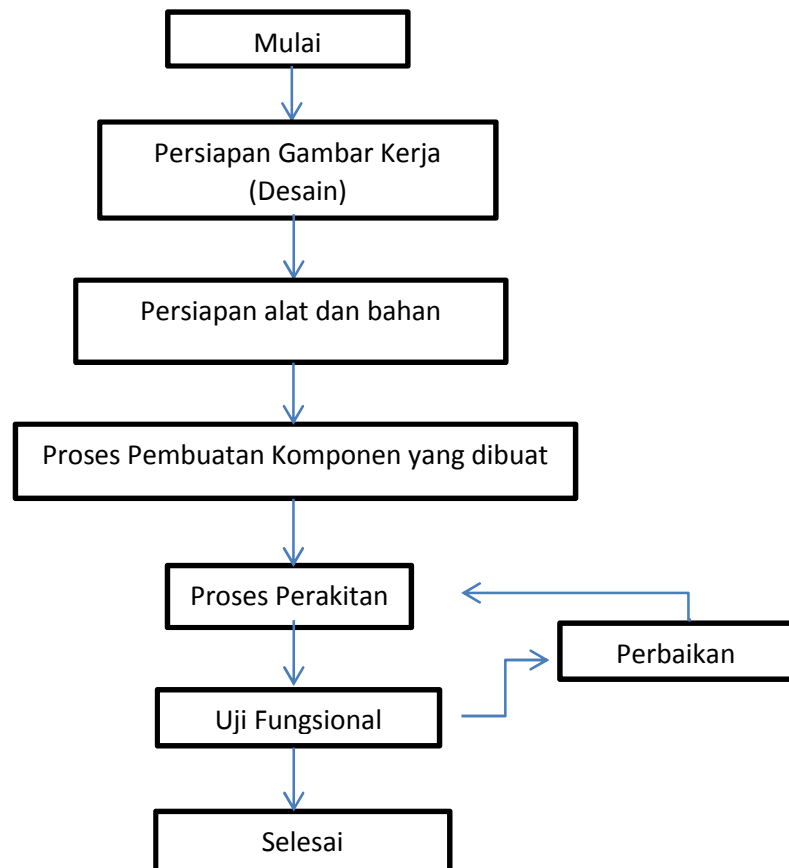 Mulai
Persiapan Gambar Kerja
(Desain)
Persiapan alat dan bahan
Proses Pembuatan Komponen yang dibuat
Proses Perakitan
Perbaikan
Uji Fungsional
Selesai